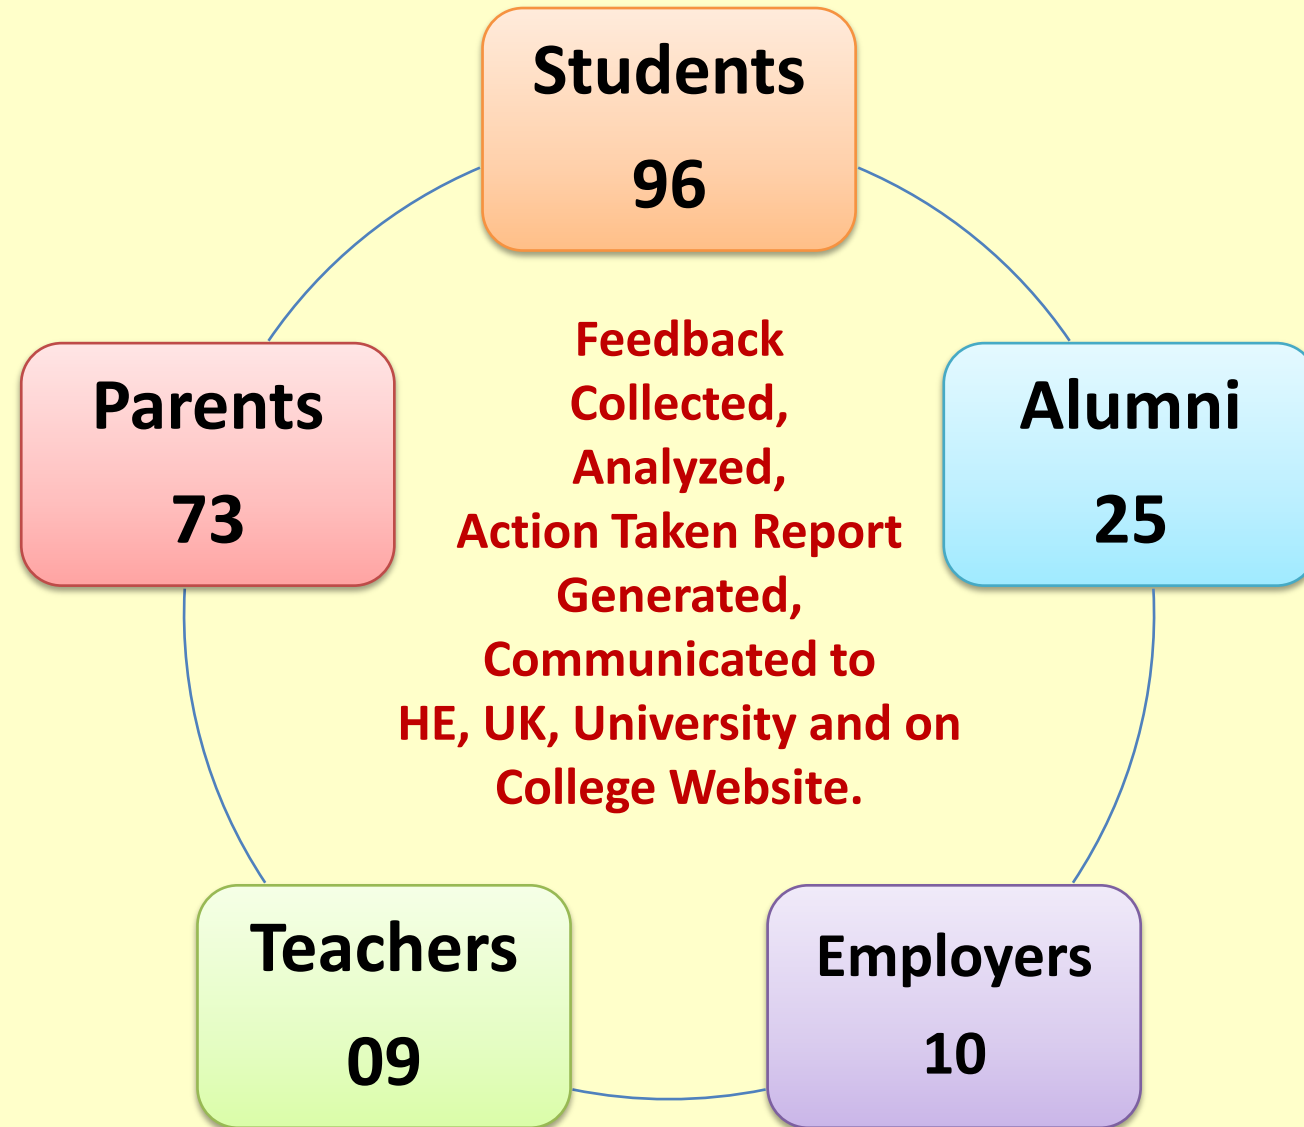 Students
96
Parents
73
Feedback
Collected,
Analyzed,
Action Taken Report
Generated,
Communicated to
HE, UK, University and on
College Website.
Alumni
25
Teachers
09
Employers
10